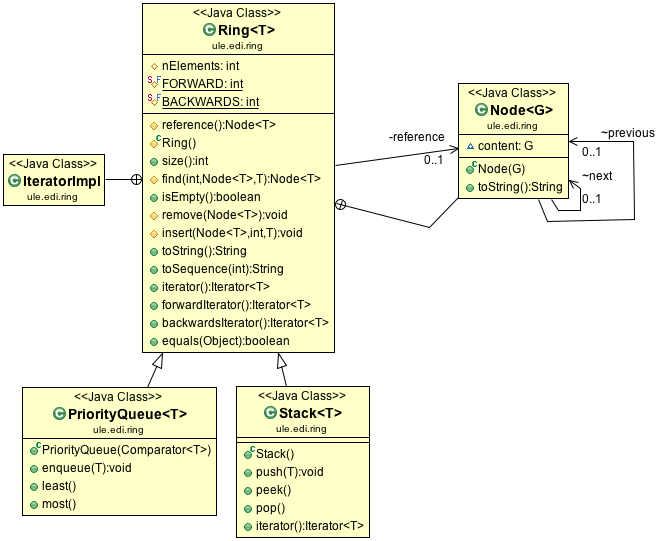 <<Java Class>>
Ring<T>
ule.edi.ring
nElements: int
FORWARD: int
BACKWARDS: int
reference():Node<T>
Ring()
size():int
find(int,Node<T>,T):Node<T>
isEmpty():boolean
remove(Node<T>):void
insert(Node<T>,int,T):void
toString():String
toSequence(int):String
iterator():Iterator<T>
forwardIterator():Iterator<T>
backwardsIterator():Iterator<T>
equals(Object):boolean
<<Java Class>>
IteratorImpl
ule.edi.ring
-reference
0..1
<<Java Class>>
Node<G>
ule.edi.ring
content: G
Node(G)
toString():String
~previous
0..1
~next
0..1
<<Java Class>>
PriorityQueue<T>
ule.edi.ring
PriorityQueue(Comparator<T>)
enqueue(T):void
least()
most()
<<Java Class>>
Stack<T>
ule.edi.ring
Stack()
push(T):void
peek()
pop()
iterator():Iterator<T>